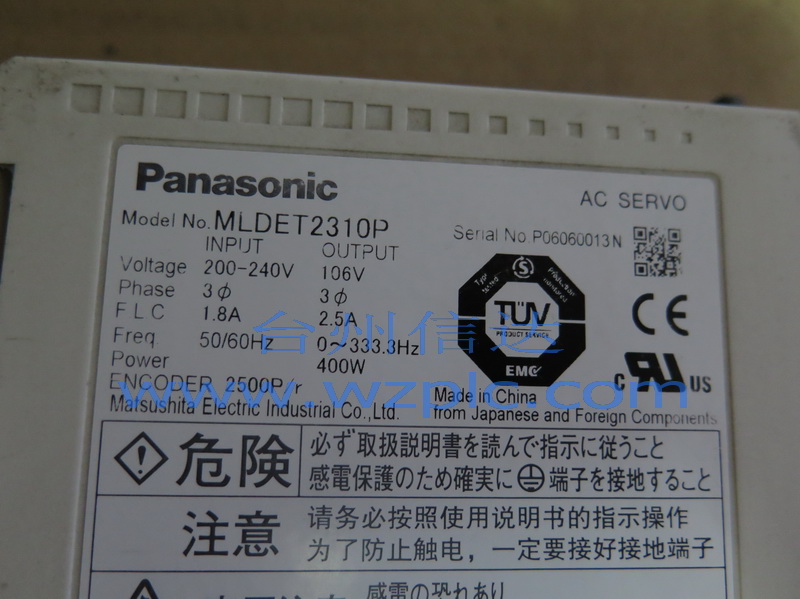 Panasonic
AC SERVO
Model No. MLDET2310P
Serial No. P06060013N
INPUT OUTPUT
Voltage 200-240V 106V
Phase 3ϕ 3ϕ
F L C 1.8A 2.5A
Freq 50/60Hz 0~333.3Hz
Power 400W
ENCODER 2500P/r
Matsushita Electric Industrial Co., Ltd.
TÜV
PRODUCT SERVICE
EMC
CE
c RU US
Made in China
from Japanese and Foreign Components
台州信达
www.wzplc.com
危険
必ず取扱説明書を読んで指示に従うこと
感電保護のため確実に端子を接地すること
注意
请务必按照使用说明书的指示操作
为了防止触电，一定要接好接地端子
感電の恐れあり